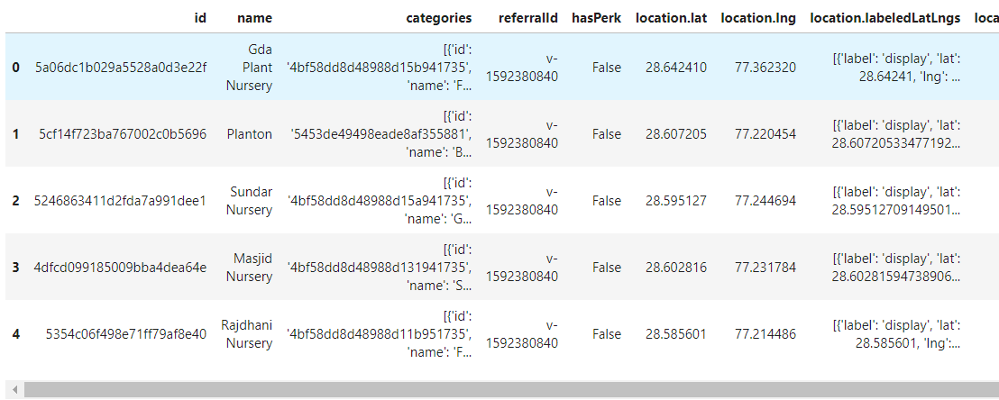 id name categories referralId hasPerk location.lat location.lng location.labeledLatLngs loca
Gda
Plant
Nursery
[{'id':
'4bf58dd8d48988d15b941735',
'name': 'F...
v-
1592380840
[{'label': 'display', 'lat':
28.64241, 'lng': ...
0 5a06dc1b029a5528a0d3e22f False 28.642410 77.362320
[{'id':
'5453de49498eade8af355881',
'name': 'B...
v-
1592380840
[{'label': 'display', 'lat':
28.60720533477192...
1 5cf14f723ba767002c0b5696 Planton False 28.607205 77.220454
Sundar
Nursery
[{'id':
'4bf58dd8d48988d15a941735',
'name': 'G...
v-
1592380840
[{'label': 'display', 'lat':
28.59512709149501...
2 5246863411d2fda7a991dee1 False 28.595127 77.244694
Masjid
Nursery
[{'id':
'4bf58dd8d48988d131941735',
'name': 'S...
v-
1592380840
[{'label': 'display', 'lat':
28.60281594738906...
3 4dfcd099185009bba4dea64e False 28.602816 77.231784
Rajdhani
Nursery
[{'id':
'4bf58dd8d48988d11b951735',
'name': 'F...
v-
1592380840
[{'label': 'display', 'lat':
28.585601, 'lng':...
4 5354c06f498e71ff79af8e40 False 28.585601 77.214486